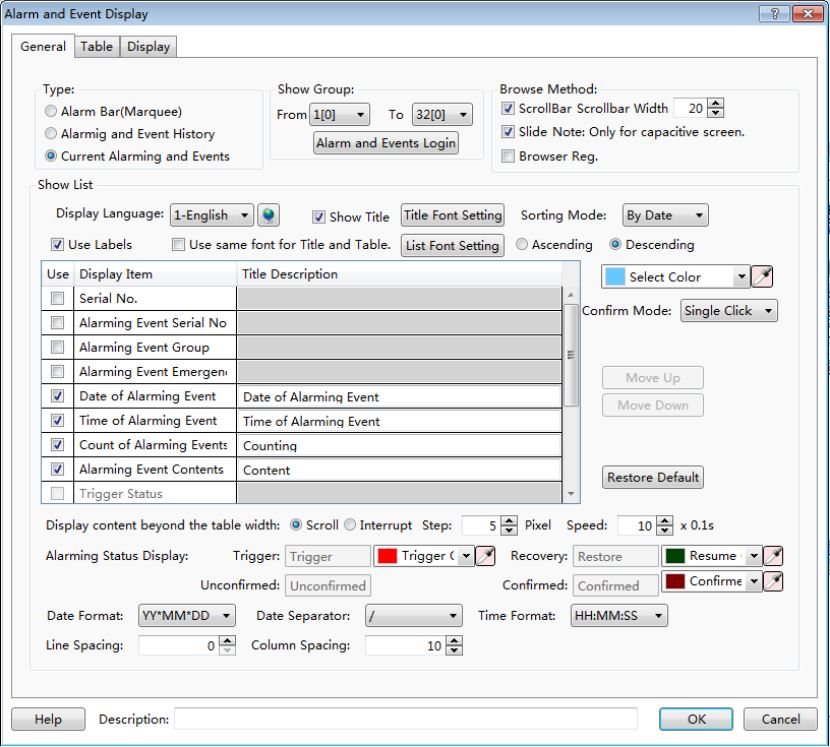 Alarm and Event Display
General Table Display
Type:
Alarm Bar(Marquee)
Alarmig and Event History
Current Alarming and Events
Show Group:
From 1[0] To 32[0]
Alarm and Events Login
Browse Method:
ScrollBar Scrollbar Width 20
Slide Note: Only for capacitive screen.
Browser Reg.
Show List
Display Language: 1-English Show Title Title Font Setting Sorting Mode: By Date
Use Labels Use same font for Title and Table. List Font Setting Ascending Descending
Use Display Item Title Description
Select Color
Serial No.
Confirm Mode: Single Click
Alarming Event Serial No
Alarming Event Group
Alarming Event Emergen
Move Up
Date of Alarming Event Date of Alarming Event
Move Down
Time of Alarming Event Time of Alarming Event
Count of Alarming Events Counting
Alarming Event Contents Content
Restore Default
Trigger Status
Display content beyond the table width: Scroll Interrupt Step: 5 Pixel Speed: 10 x 0.1s
Alarming Status Display: Trigger: Trigger Trigger C Recovery: Restore Resume
Unconfirmed: Unconfirmed Confirmed: Confirmed Confirme
Date Format: YY*MM*DD Date Separator: / Time Format: HH:MM:SS
Line Spacing: 0 Column Spacing: 10
Help Description: OK Cancel